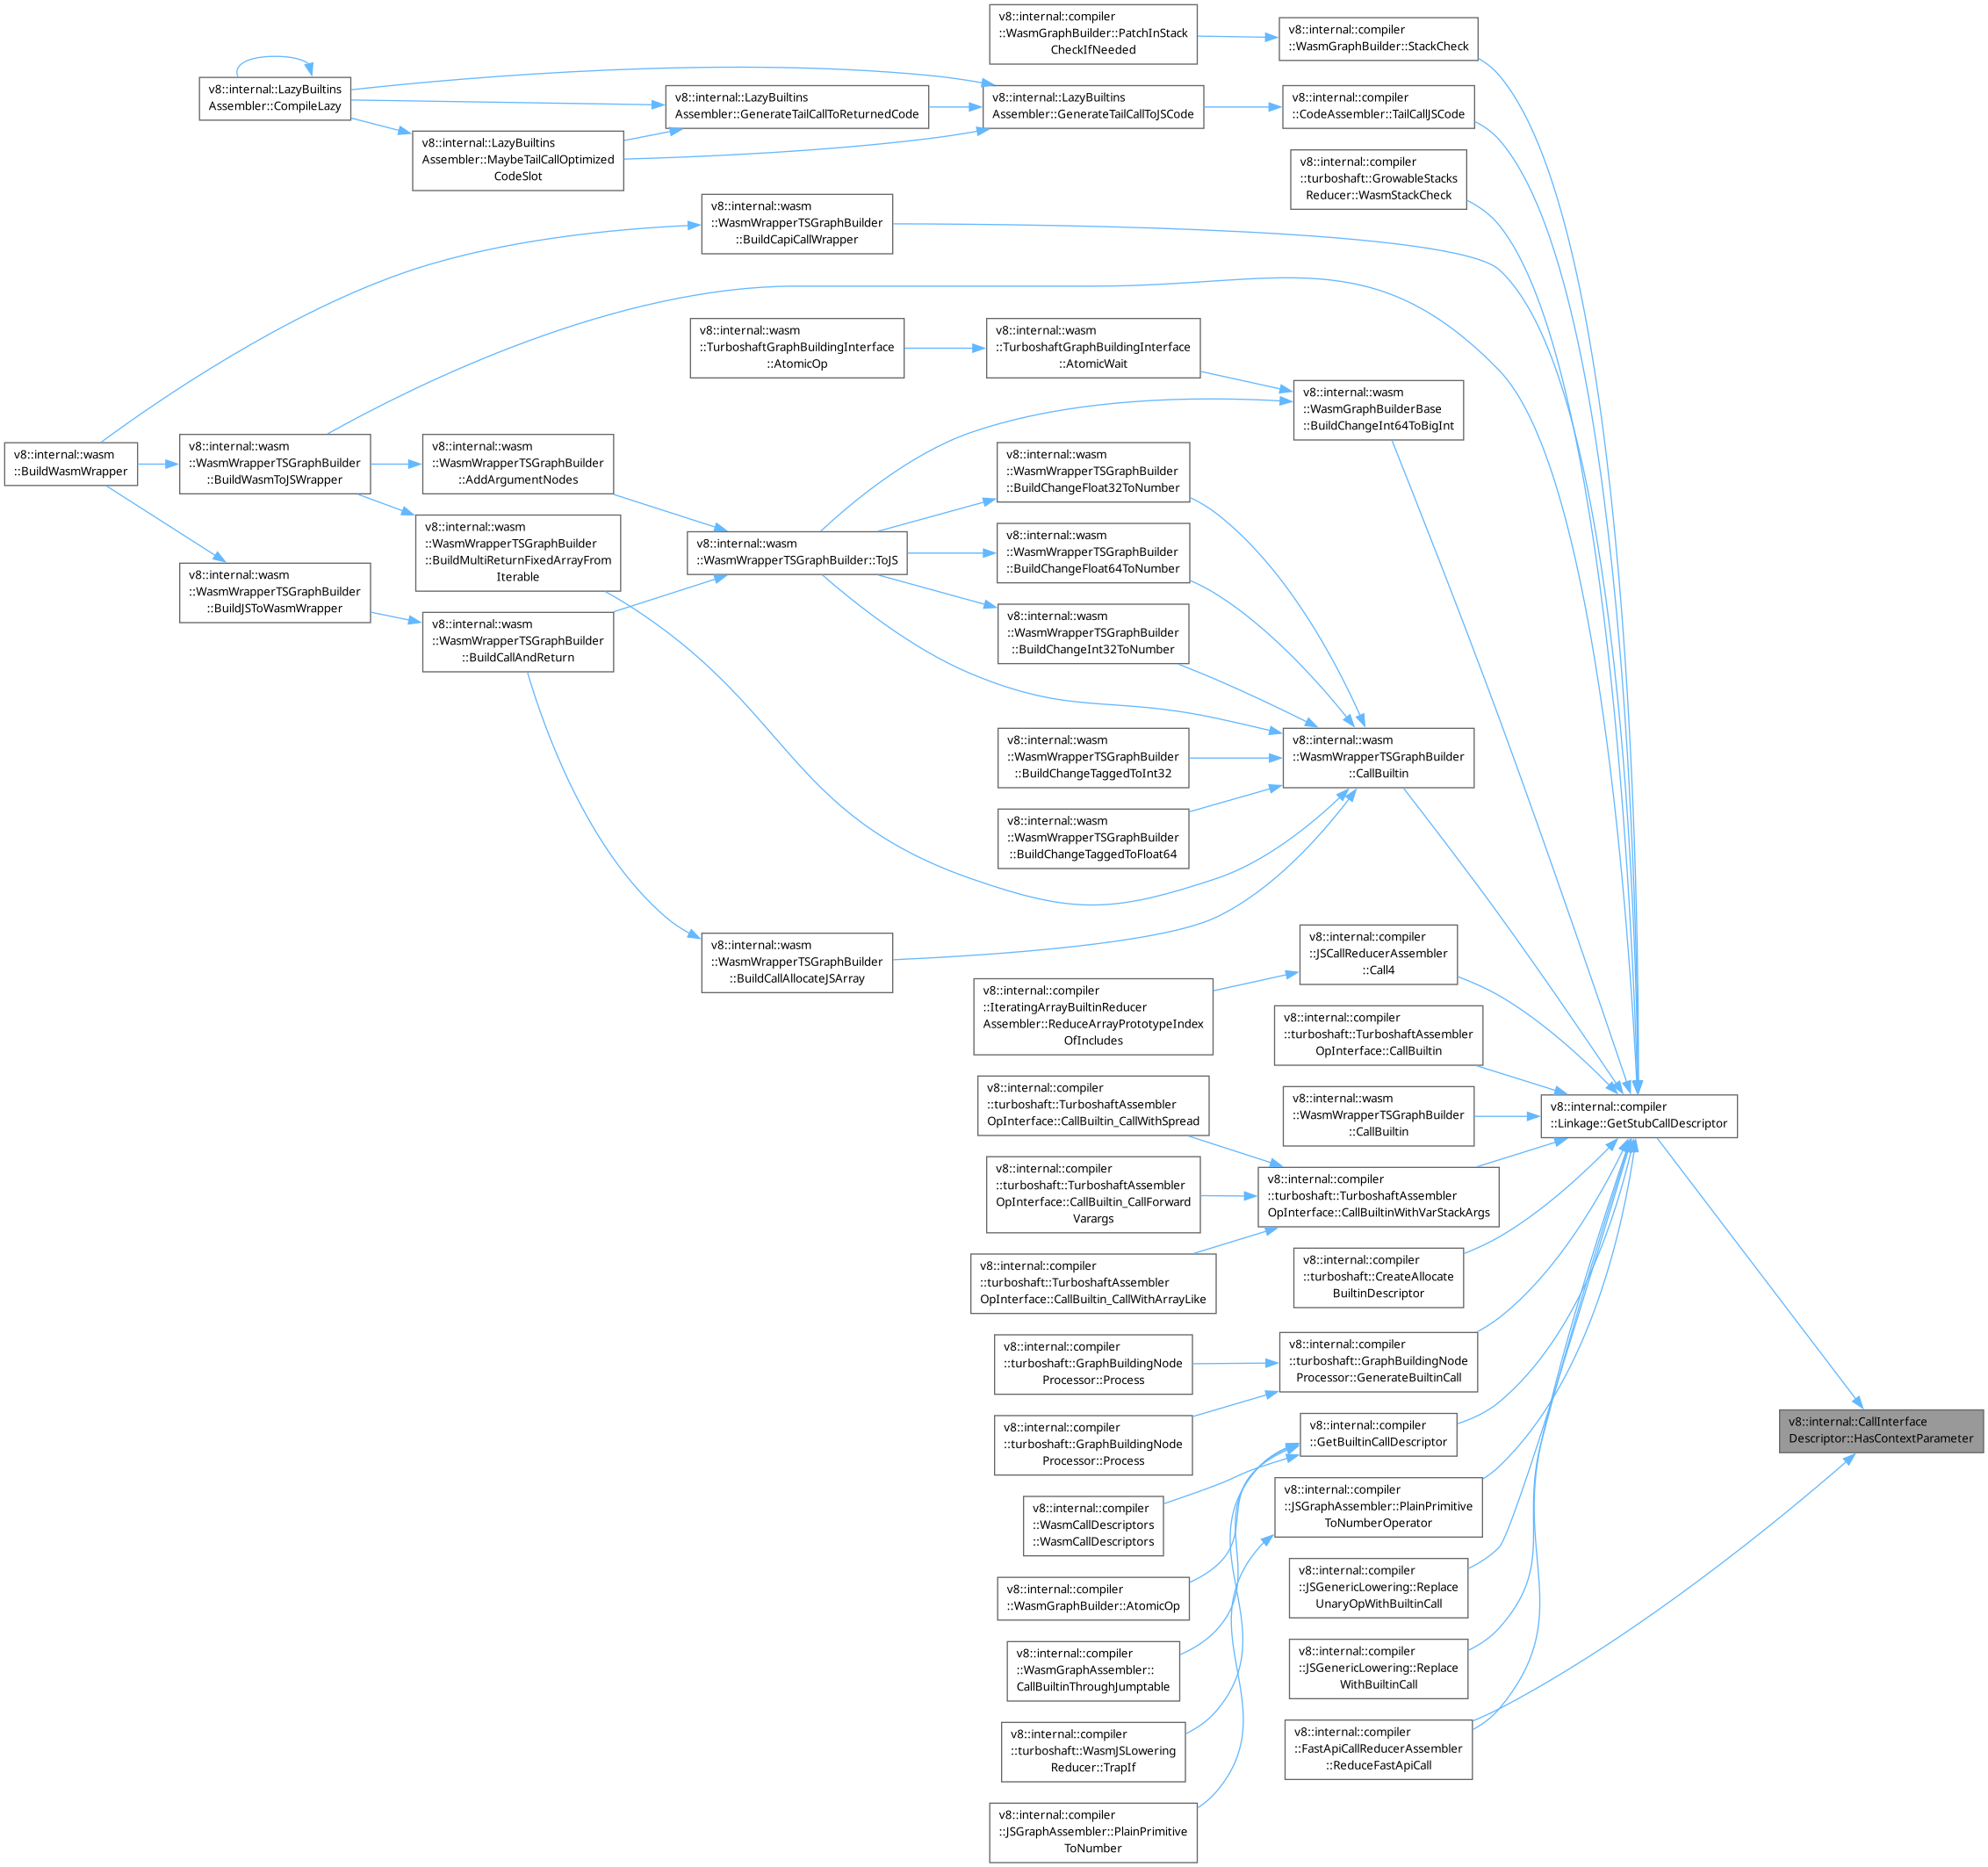 v8::internal::compiler
::WasmGraphBuilder::PatchInStack
CheckIfNeeded
v8::internal::compiler
::WasmGraphBuilder::StackCheck
v8::internal::LazyBuiltins
Assembler::CompileLazy
v8::internal::LazyBuiltins
Assembler::GenerateTailCallToReturnedCode
v8::internal::LazyBuiltins
Assembler::GenerateTailCallToJSCode
v8::internal::compiler
::CodeAssembler::TailCallJSCode
v8::internal::LazyBuiltins
Assembler::MaybeTailCallOptimized
CodeSlot
v8::internal::compiler
::turboshaft::GrowableStacks
Reducer::WasmStackCheck
v8::internal::wasm
::WasmWrapperTSGraphBuilder
::BuildCapiCallWrapper
v8::internal::wasm
::TurboshaftGraphBuildingInterface
::AtomicOp
v8::internal::wasm
::TurboshaftGraphBuildingInterface
::AtomicWait
v8::internal::wasm
::WasmGraphBuilderBase
::BuildChangeInt64ToBigInt
v8::internal::wasm
::BuildWasmWrapper
v8::internal::wasm
::WasmWrapperTSGraphBuilder
::BuildWasmToJSWrapper
v8::internal::wasm
::WasmWrapperTSGraphBuilder
::AddArgumentNodes
v8::internal::wasm
::WasmWrapperTSGraphBuilder
::BuildChangeFloat32ToNumber
v8::internal::wasm
::WasmWrapperTSGraphBuilder
::BuildMultiReturnFixedArrayFrom
Iterable
v8::internal::wasm
::WasmWrapperTSGraphBuilder::ToJS
v8::internal::wasm
::WasmWrapperTSGraphBuilder
::BuildChangeFloat64ToNumber
v8::internal::wasm
::WasmWrapperTSGraphBuilder
::BuildJSToWasmWrapper
v8::internal::wasm
::WasmWrapperTSGraphBuilder
::BuildCallAndReturn
v8::internal::wasm
::WasmWrapperTSGraphBuilder
::BuildChangeInt32ToNumber
v8::internal::wasm
::WasmWrapperTSGraphBuilder
::BuildChangeTaggedToInt32
v8::internal::wasm
::WasmWrapperTSGraphBuilder
::CallBuiltin
v8::internal::wasm
::WasmWrapperTSGraphBuilder
::BuildChangeTaggedToFloat64
v8::internal::wasm
::WasmWrapperTSGraphBuilder
::BuildCallAllocateJSArray
v8::internal::compiler
::JSCallReducerAssembler
::Call4
v8::internal::compiler
::IteratingArrayBuiltinReducer
Assembler::ReduceArrayPrototypeIndex
OfIncludes
v8::internal::compiler
::turboshaft::TurboshaftAssembler
OpInterface::CallBuiltin
v8::internal::compiler
::turboshaft::TurboshaftAssembler
OpInterface::CallBuiltin_CallWithSpread
v8::internal::wasm
::WasmWrapperTSGraphBuilder
::CallBuiltin
v8::internal::compiler
::Linkage::GetStubCallDescriptor
v8::internal::compiler
::turboshaft::TurboshaftAssembler
OpInterface::CallBuiltin_CallForward
Varargs
v8::internal::compiler
::turboshaft::TurboshaftAssembler
OpInterface::CallBuiltinWithVarStackArgs
v8::internal::compiler
::turboshaft::TurboshaftAssembler
OpInterface::CallBuiltin_CallWithArrayLike
v8::internal::compiler
::turboshaft::CreateAllocate
BuiltinDescriptor
v8::internal::compiler
::turboshaft::GraphBuildingNode
Processor::Process
v8::internal::compiler
::turboshaft::GraphBuildingNode
Processor::GenerateBuiltinCall
v8::internal::compiler
::turboshaft::GraphBuildingNode
Processor::Process
v8::internal::compiler
::GetBuiltinCallDescriptor
v8::internal::CallInterface
Descriptor::HasContextParameter
v8::internal::compiler
::WasmCallDescriptors
::WasmCallDescriptors
v8::internal::compiler
::JSGraphAssembler::PlainPrimitive
ToNumberOperator
v8::internal::compiler
::WasmGraphBuilder::AtomicOp
v8::internal::compiler
::JSGenericLowering::Replace
UnaryOpWithBuiltinCall
v8::internal::compiler
::WasmGraphAssembler::
CallBuiltinThroughJumptable
v8::internal::compiler
::JSGenericLowering::Replace
WithBuiltinCall
v8::internal::compiler
::turboshaft::WasmJSLowering
Reducer::TrapIf
v8::internal::compiler
::FastApiCallReducerAssembler
::ReduceFastApiCall
v8::internal::compiler
::JSGraphAssembler::PlainPrimitive
ToNumber